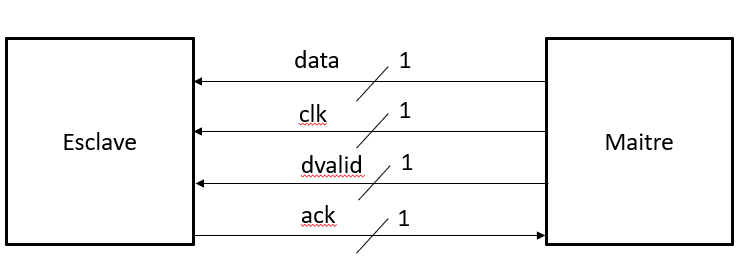 data 1
clk 1
Esclave
Maitre
dvalid 1
ack 1